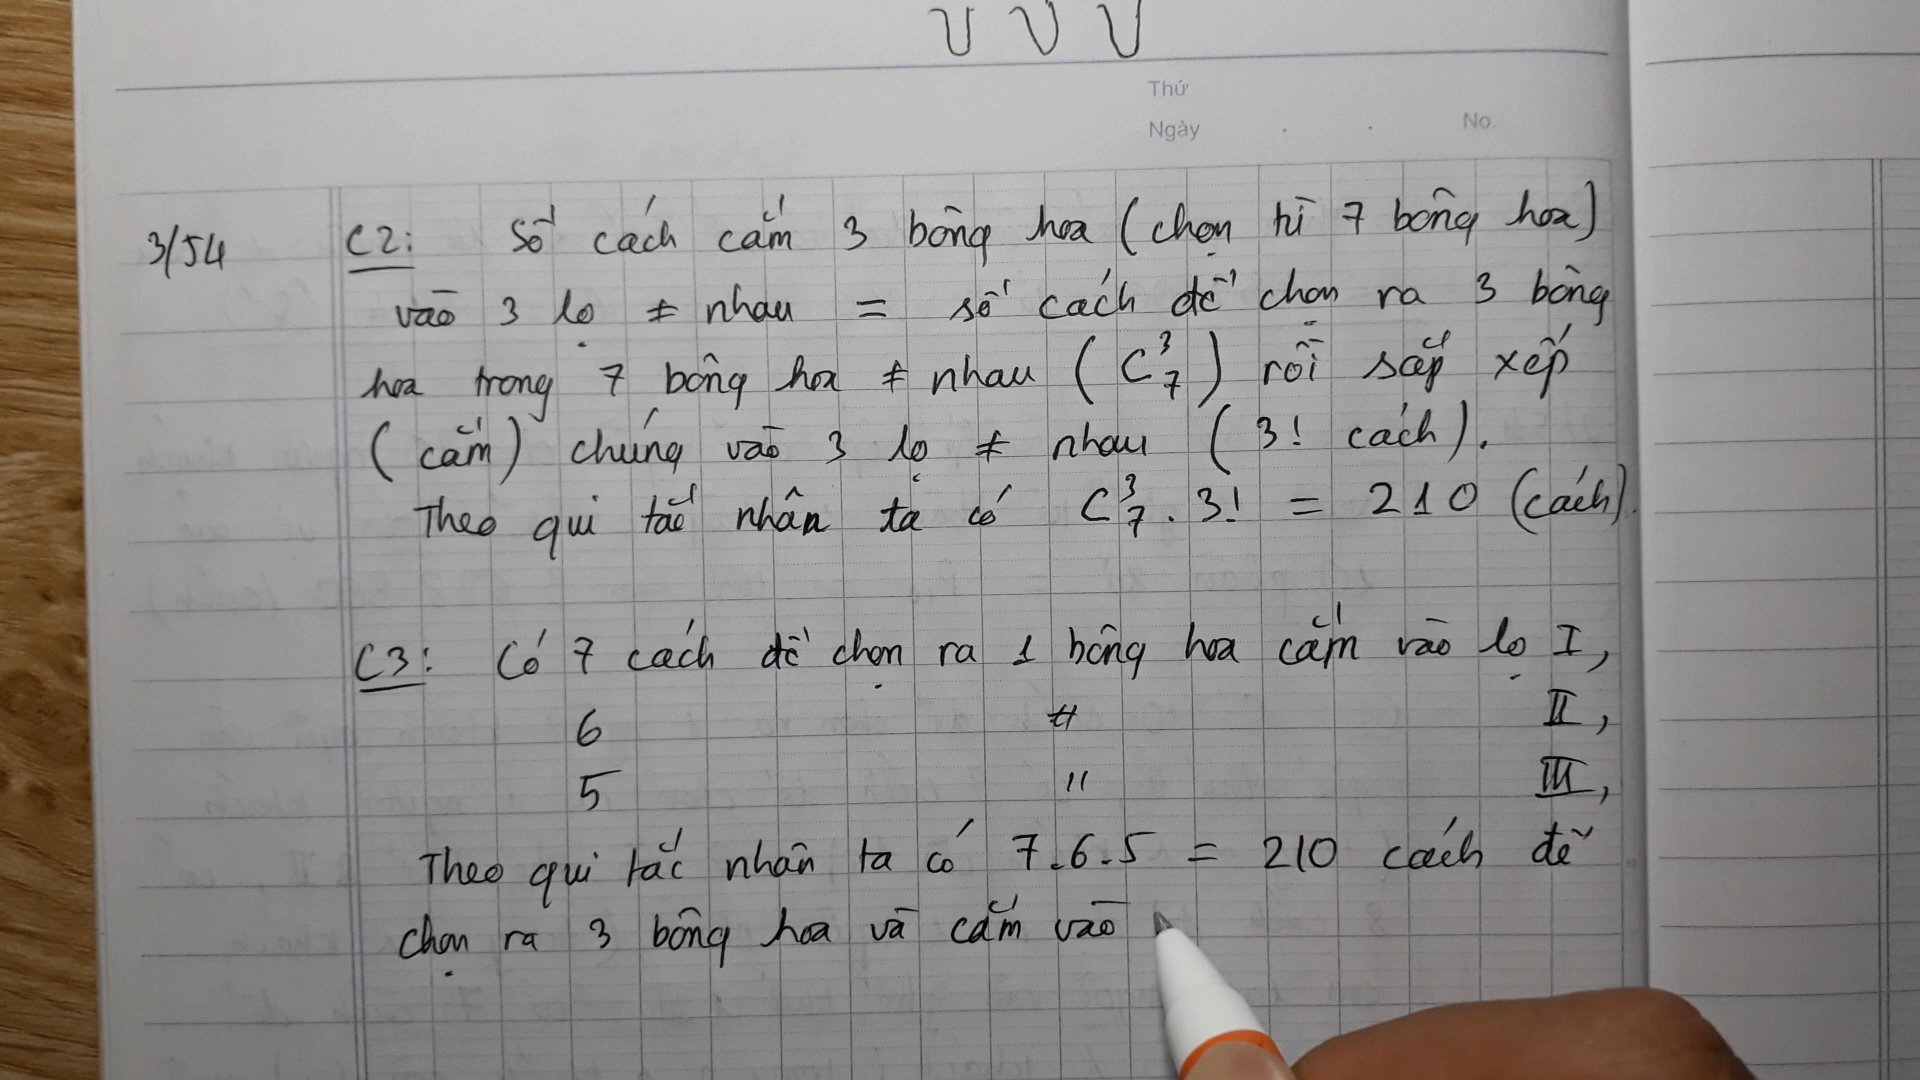 Thứ
Ngày . . No.
3/54 C2: Số cách cắm 3 bông hoa (chọn từ 7 bông hoa)
vào 3 lọ ≠ nhau = số cách để chọn ra 3 bông
hoa trong 7 bông hoa ≠ nhau (C³₇) rồi sắp xếp
(cắm) chúng vào 3 lọ ≠ nhau (3! cách).
Theo qui tắc nhân ta có C³₇ . 3! = 210 (cách).
C3: Có 7 cách để chọn ra 1 bông hoa cắm vào lọ I,
6 " II,
5 " III,
Theo qui tắc nhân ta có 7.6.5 = 210 cách để
chọn ra 3 bông hoa và cắm vào